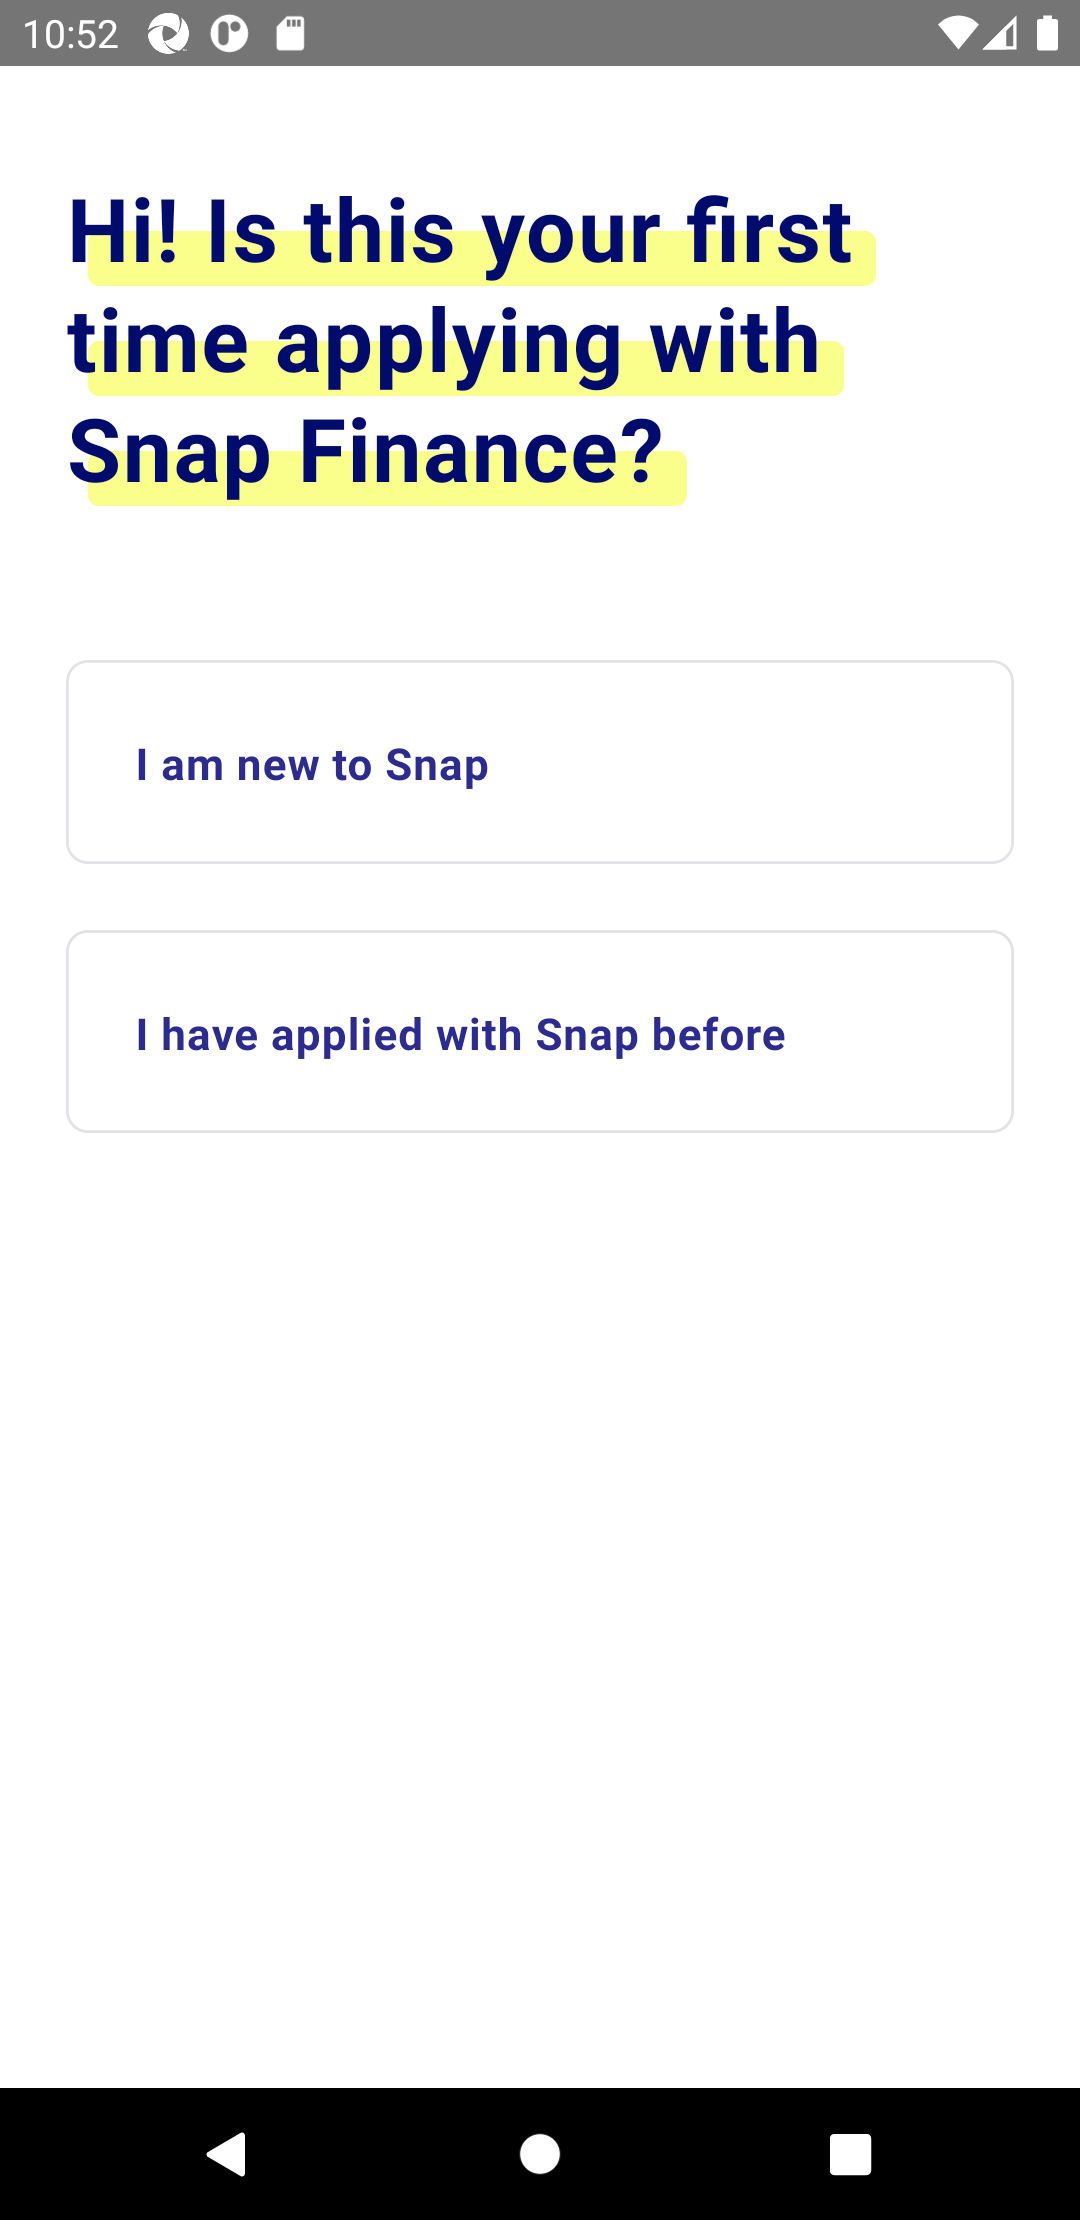 10:52
Hi! Is this your first
time applying with
Snap Finance?
I am new to Snap
I have applied with Snap before